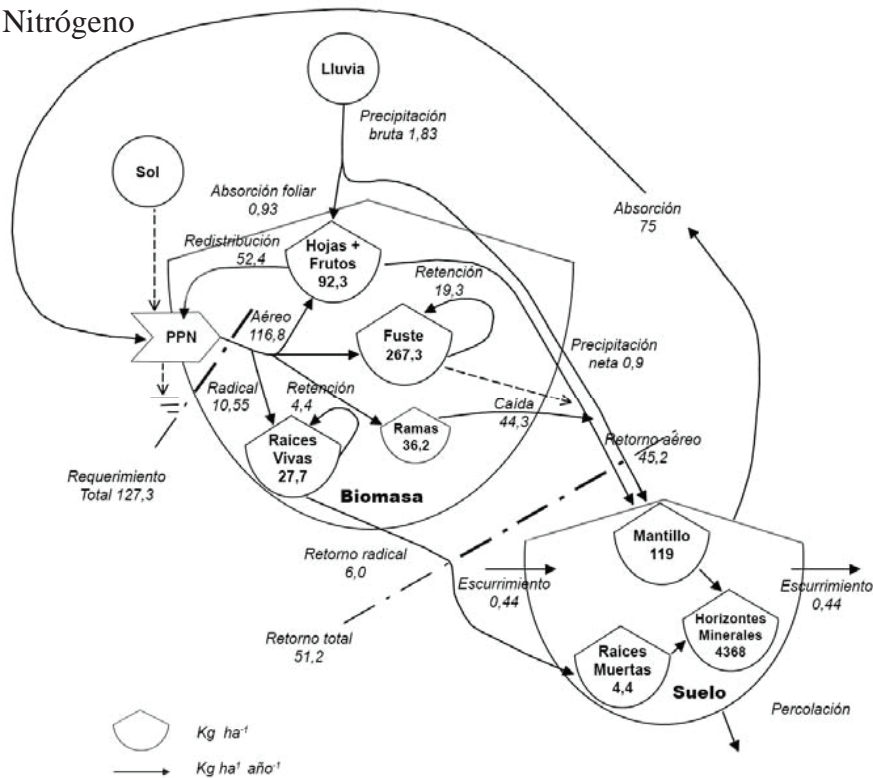 Nitrógeno
Lluvia
Precipitación
bruta 1,83
Sol
Absorción foliar
0,93
Absorción
75
Redistribución
52,4
Hojas +
Frutos
92,3
Retención
19,3
Aéreo
116,8
PPN
Fuste
267,3
Precipitación
neta 0,9
Radical
10,55
Retención
4,4
Ramas
36,2
Caída
44,3
Retorno aéreo
45,2
Raices
Vivas
27,7
Requerimiento
Total 127,3
Biomasa
Mantillo
119
Retorno radical
6,0
Escurrimiento
0,44
Escurrimiento
0,44
Horizontes
Minerales
4368
Retorno total
51,2
Raices
Muertas
4,4
Suelo
Percolación
Kg ha-¹
Kg ha¹ año-¹